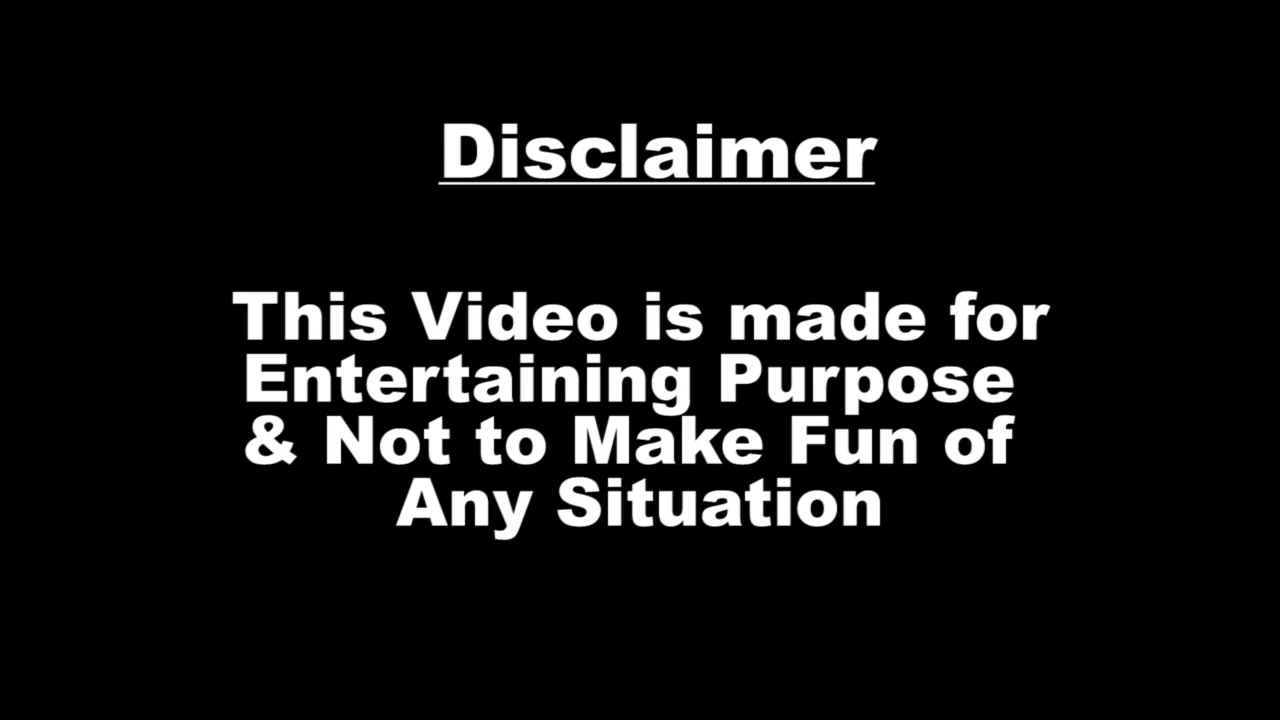 Disclaimer
This Video is made for
Entertaining Purpose
& Not to Make Fun of
Any Situation